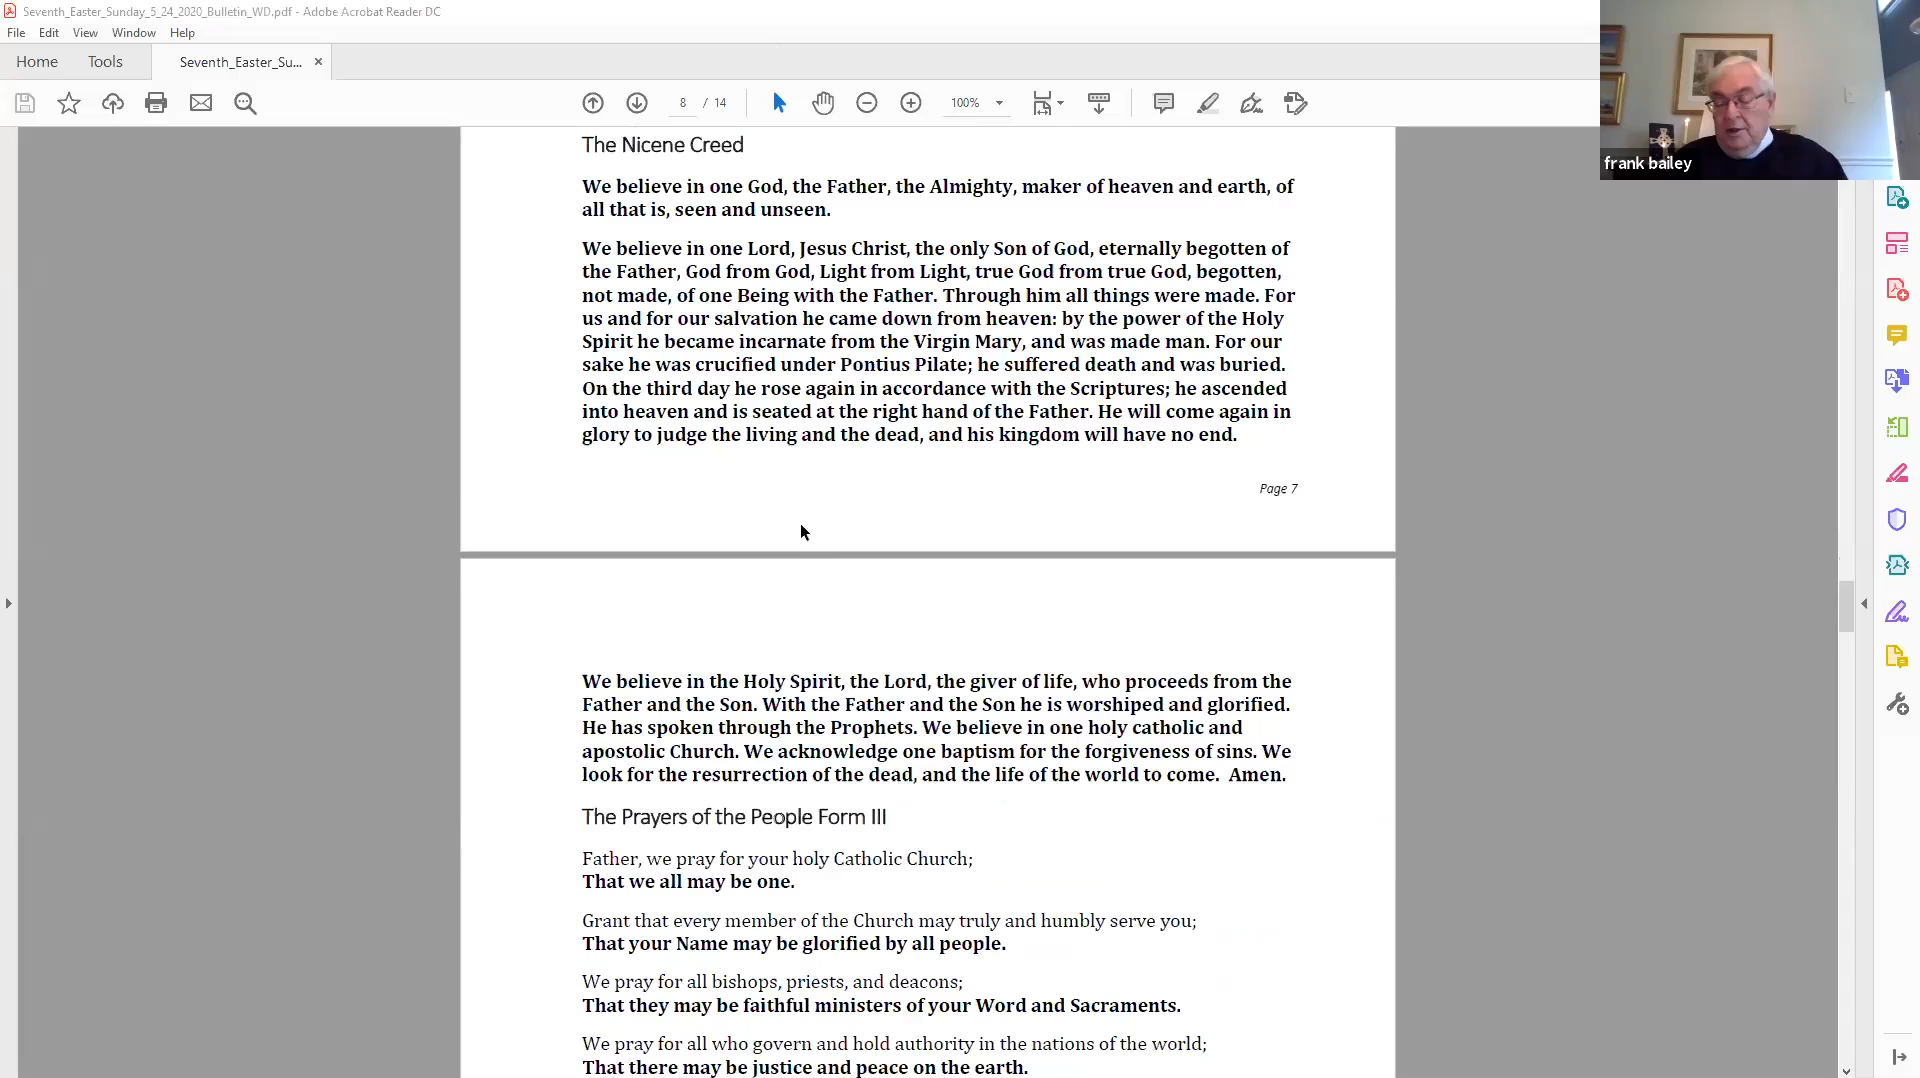 Seventh_Easter_Sunday_5_24_2020_Bulletin_WD.pdf - Adobe Acrobat Reader DC
File Edit View Window Help
Home Tools Seventh_Easter_Su... ×
8 / 14 100%
frank bailey
The Nicene Creed
We believe in one God, the Father, the Almighty, maker of heaven and earth, of
all that is, seen and unseen.
We believe in one Lord, Jesus Christ, the only Son of God, eternally begotten of
the Father, God from God, Light from Light, true God from true God, begotten,
not made, of one Being with the Father. Through him all things were made. For
us and for our salvation he came down from heaven: by the power of the Holy
Spirit he became incarnate from the Virgin Mary, and was made man. For our
sake he was crucified under Pontius Pilate; he suffered death and was buried.
On the third day he rose again in accordance with the Scriptures; he ascended
into heaven and is seated at the right hand of the Father. He will come again in
glory to judge the living and the dead, and his kingdom will have no end.
Page 7
We believe in the Holy Spirit, the Lord, the giver of life, who proceeds from the
Father and the Son. With the Father and the Son he is worshiped and glorified.
He has spoken through the Prophets. We believe in one holy catholic and
apostolic Church. We acknowledge one baptism for the forgiveness of sins. We
look for the resurrection of the dead, and the life of the world to come. Amen.
The Prayers of the People Form III
Father, we pray for your holy Catholic Church;
That we all may be one.
Grant that every member of the Church may truly and humbly serve you;
That your Name may be glorified by all people.
We pray for all bishops, priests, and deacons;
That they may be faithful ministers of your Word and Sacraments.
We pray for all who govern and hold authority in the nations of the world;
That there may be justice and peace on the earth.